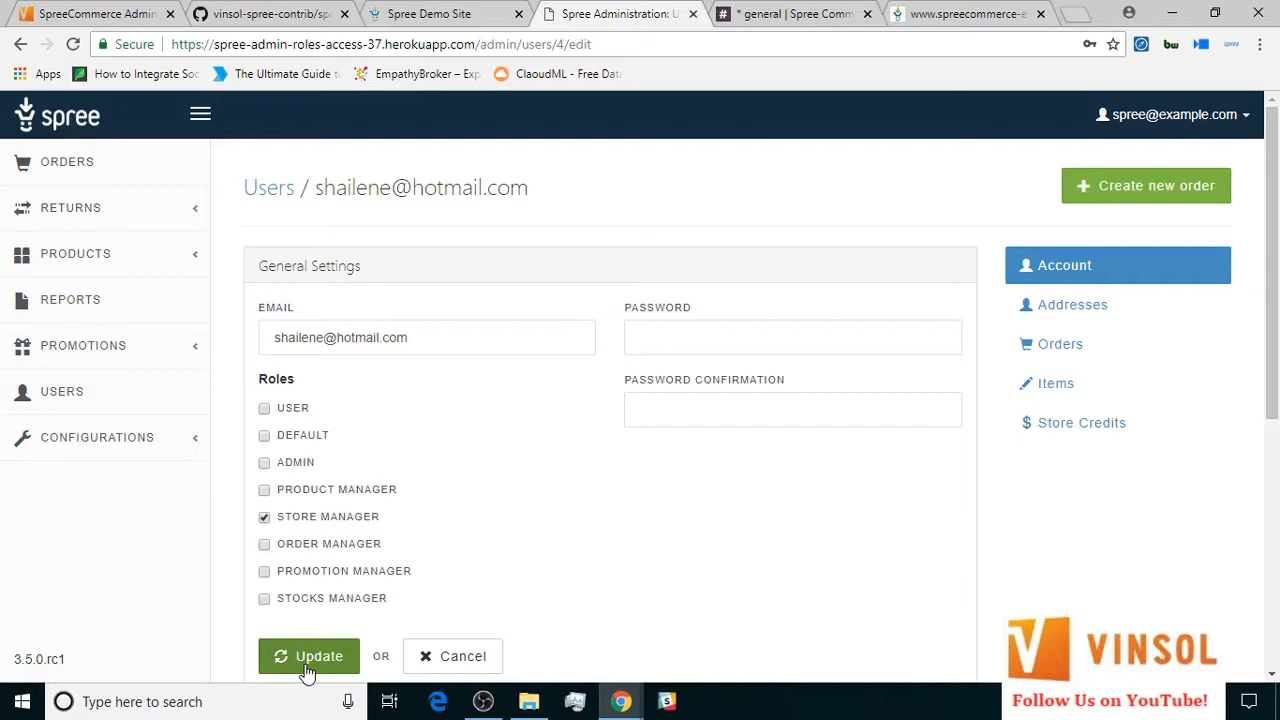 SpreeCommerce Admin
vinsol-spree-contrib/sp
Spree Demo Site
Spree Administration: U
* general | Spree Comm
www.spreecommerce-e
Secure
https://spree-admin-roles-access-37.herokuapp.com/admin/users/4/edit
Apps
How to Integrate Soc
The Ultimate Guide to
EmpathyBroker - Exp
ClaoudML - Free Data
spree
spree@example.com
ORDERS
RETURNS
PRODUCTS
REPORTS
PROMOTIONS
USERS
CONFIGURATIONS
3.5.0.rc1
Users / shailene@hotmail.com
Create new order
General Settings
EMAIL
shailene@hotmail.com
PASSWORD
PASSWORD CONFIRMATION
Roles
USER
DEFAULT
ADMIN
PRODUCT MANAGER
STORE MANAGER
ORDER MANAGER
PROMOTION MANAGER
STOCKS MANAGER
Update
OR
Cancel
Account
Addresses
Orders
Items
Store Credits
VINSOL
Follow Us on YouTube!
Type here to search